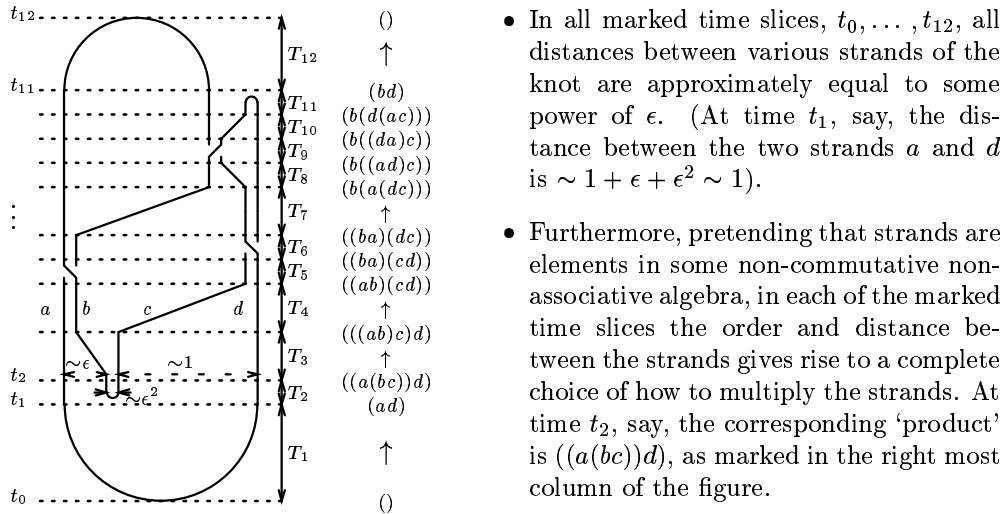 t₁₂
t₁₁
⋮
t₂
t₁
t₀
a b c d
∼ϵ ∼1
∼ϵ²
T₁₂
T₁₁
T₁₀
T₉
T₈
T₇
T₆
T₅
T₄
T₃
T₂
T₁
()
↑
(bd)
(b(d(ac)))
(b((da)c))
(b((ad)c))
(b(a(dc)))
↑
((ba)(dc))
((ba)(cd))
((ab)(cd))
↑
(((ab)c)d)
↑
((a(bc))d)
(ad)
↑
()
• In all marked time slices, t₀, . . . , t₁₂, all
distances between various strands of the
knot are approximately equal to some
power of ϵ. (At time t₁, say, the dis-
tance between the two strands a and d
is ∼ 1 + ϵ + ϵ² ∼ 1).
• Furthermore, pretending that strands are
elements in some non-commutative non-
associative algebra, in each of the marked
time slices the order and distance be-
tween the strands gives rise to a complete
choice of how to multiply the strands. At
time t₂, say, the corresponding ‘product’
is ((a(bc))d), as marked in the right most
column of the figure.